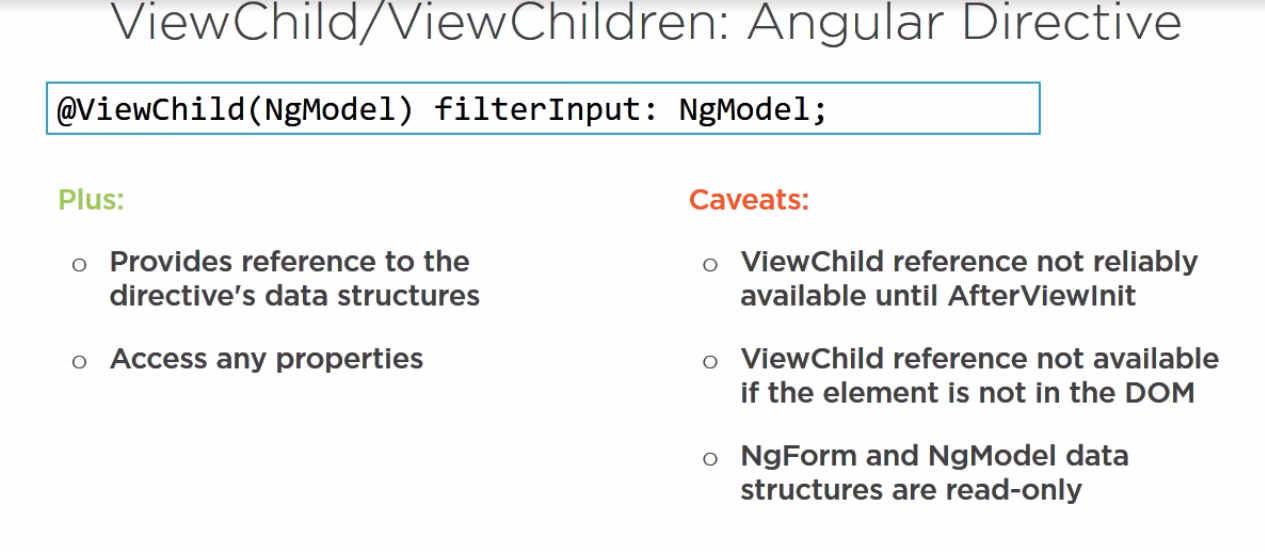 ViewChild/ViewChildren: Angular Directive
@ViewChild(NgModel) filterInput: NgModel;
Plus:
o Provides reference to the
directive's data structures
o Access any properties
Caveats:
o ViewChild reference not reliably
available until AfterViewInit
o ViewChild reference not available
if the element is not in the DOM
o NgForm and NgModel data
structures are read-only